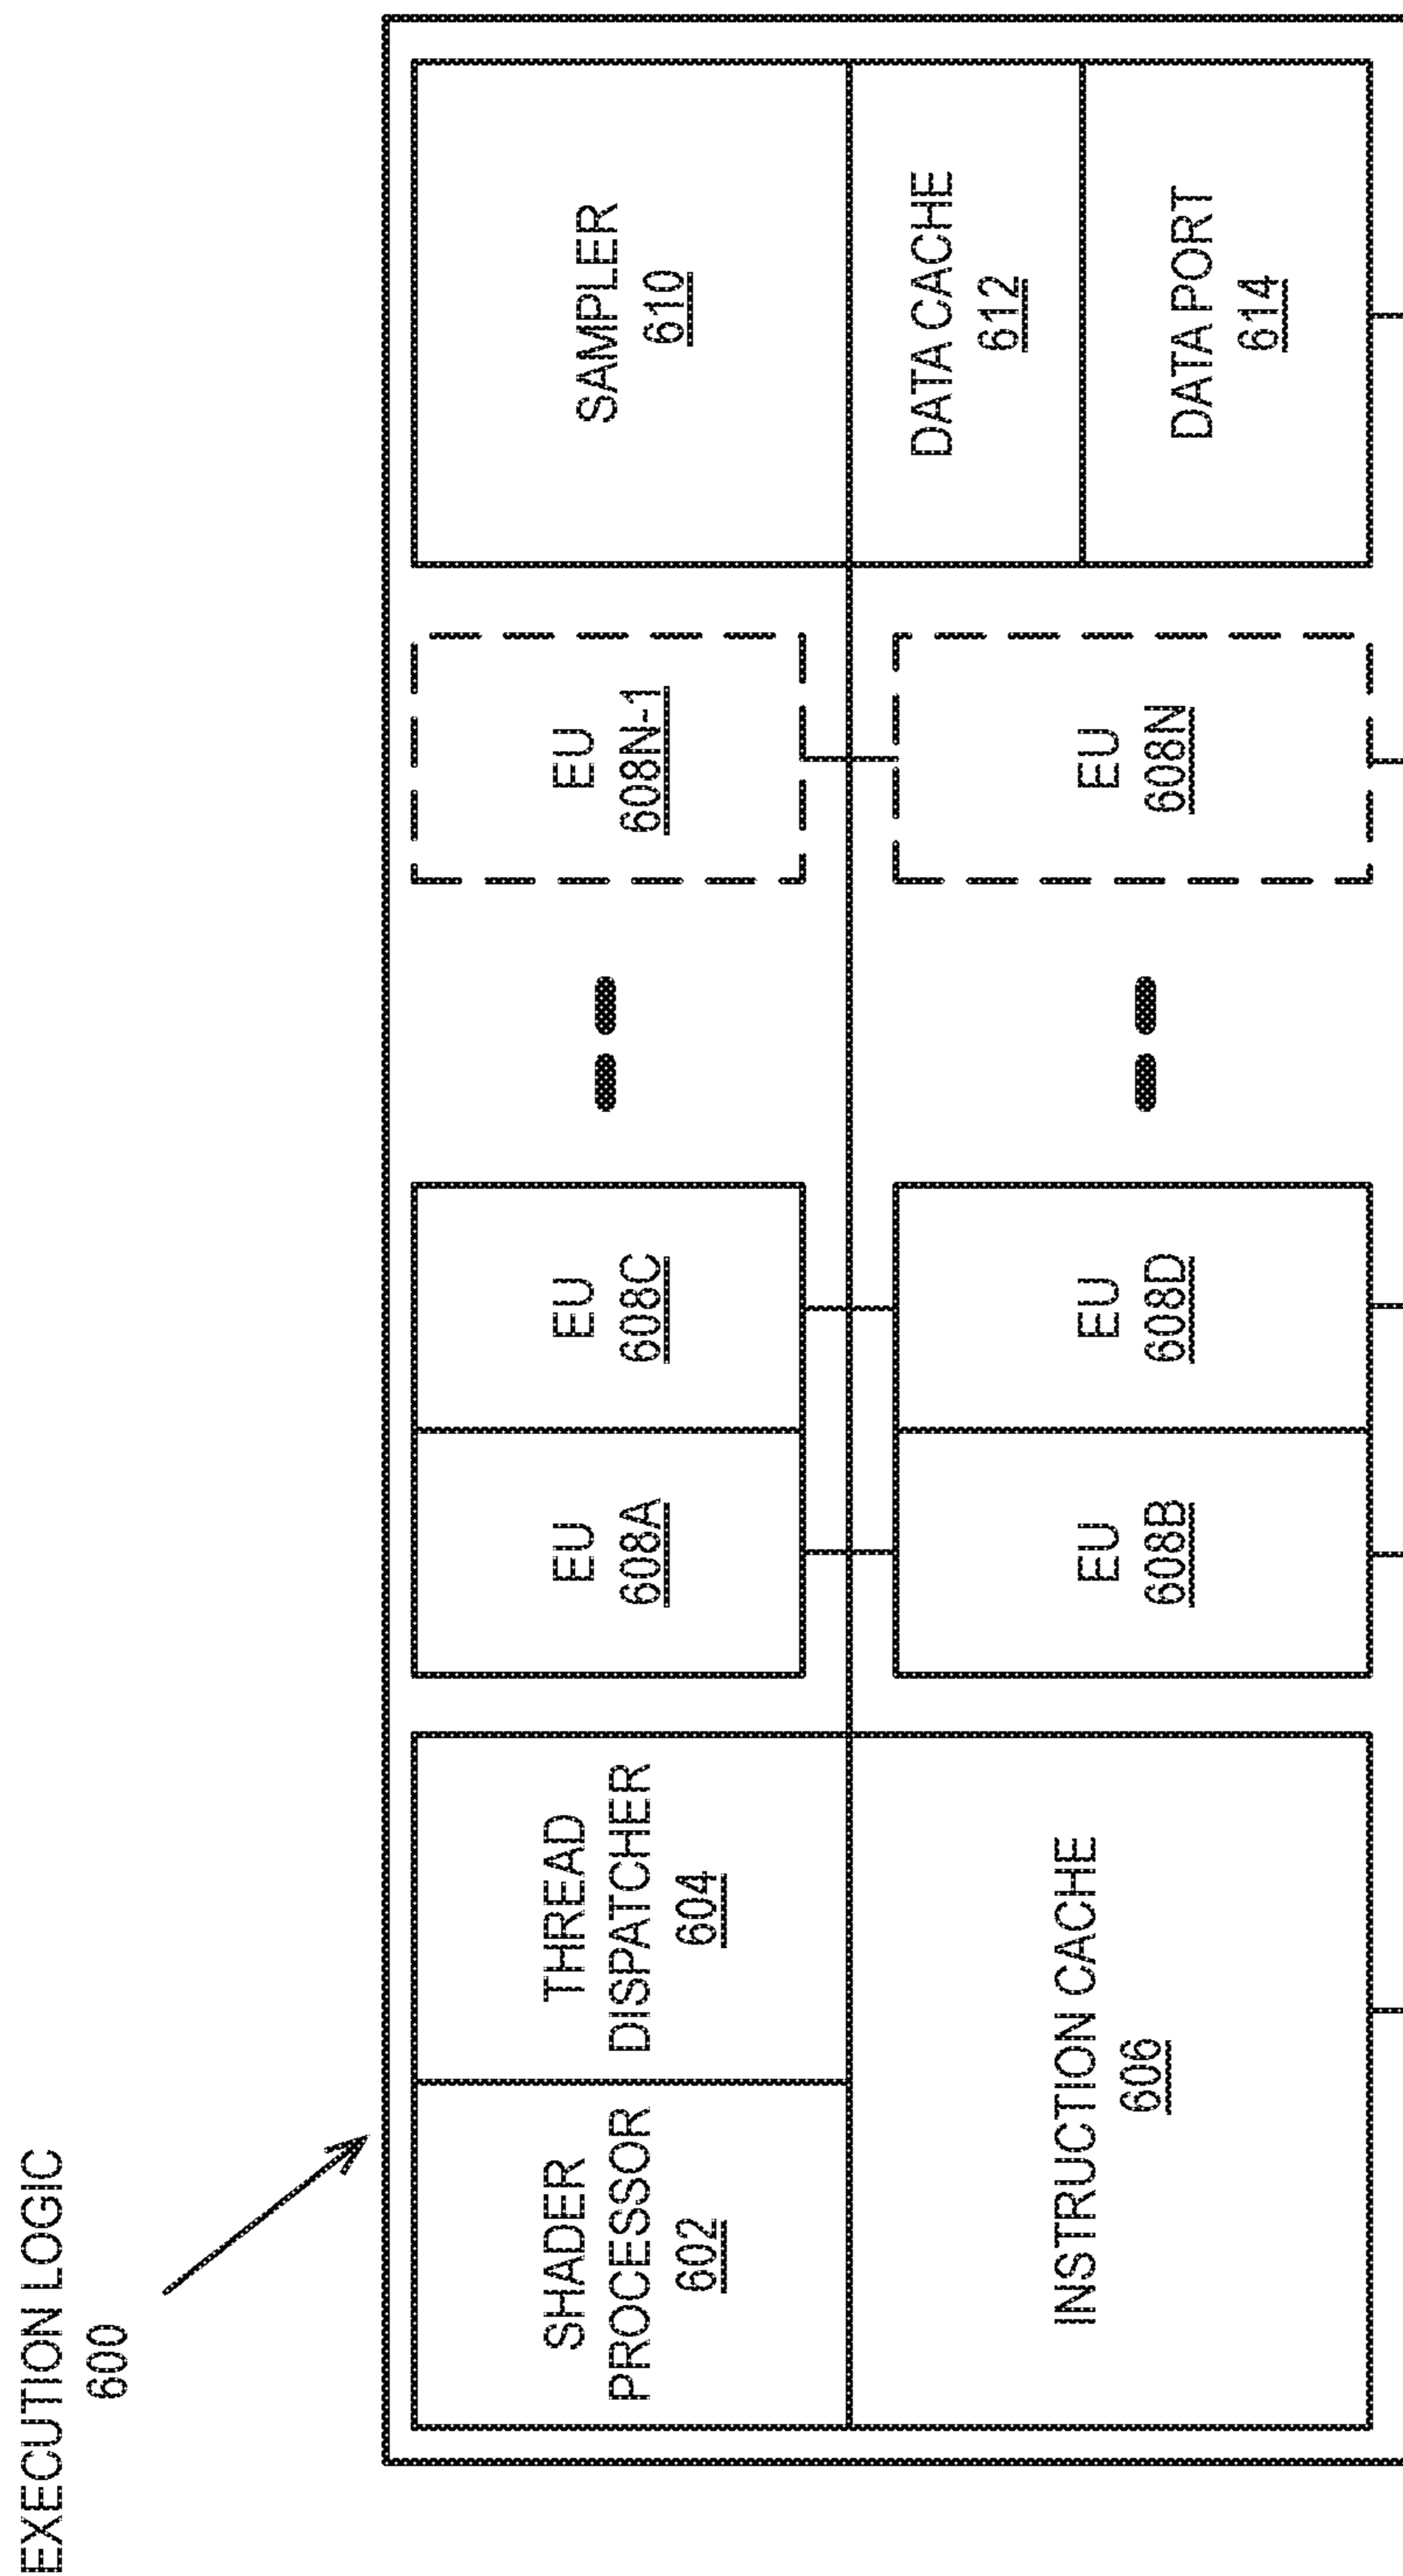 EXECUTION LOGIC
600
SHADER
PROCESSOR
602
THREAD
DISPATCHER
604
INSTRUCTION CACHE
606
EU
608A
EU
608C
EU
608N-1
EU
608B
EU
608D
EU
608N
SAMPLER
610
DATA CACHE
612
DATA PORT
614